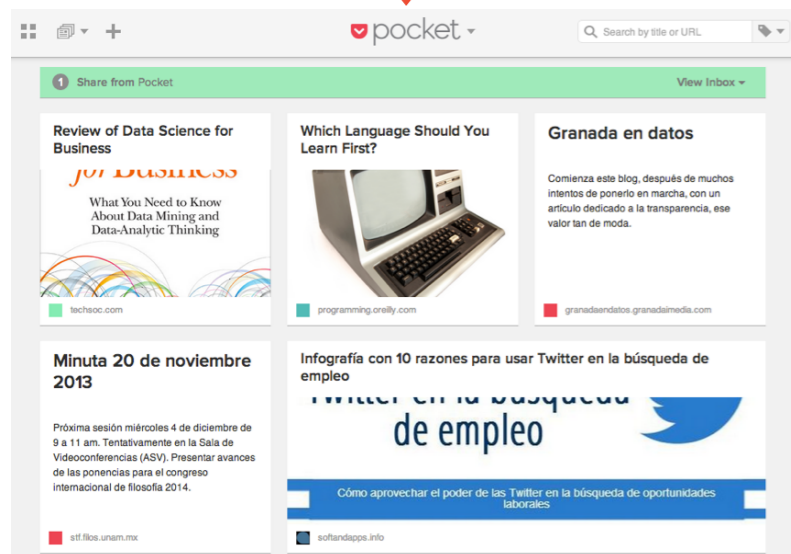 pocket
Search by title or URL
1 Share from Pocket
View Inbox
Review of Data Science for
Business
for Business
What You Need to Know
About Data Mining and
Data-Analytic Thinking
techsoc.com
Which Language Should You
Learn First?
programming.oreilly.com
Granada en datos
Comienza este blog, después de muchos
intentos de ponerlo en marcha, con un
artículo dedicado a la transparencia, ese
valor tan de moda.
granadaendatos.granadaimedia.com
Minuta 20 de noviembre
2013
Próxima sesión miércoles 4 de diciembre de
9 a 11 am. Tentativamente en la Sala de
Videoconferencias (ASV). Presentar avances
de las ponencias para el congreso
internacional de filosofía 2014.
stf.filos.unam.mx
Infografía con 10 razones para usar Twitter en la búsqueda de
empleo
Twitter en la búsqueda
de empleo
Cómo aprovechar el poder de las Twitter en la búsqueda de oportunidades
laborales
softandapps.info